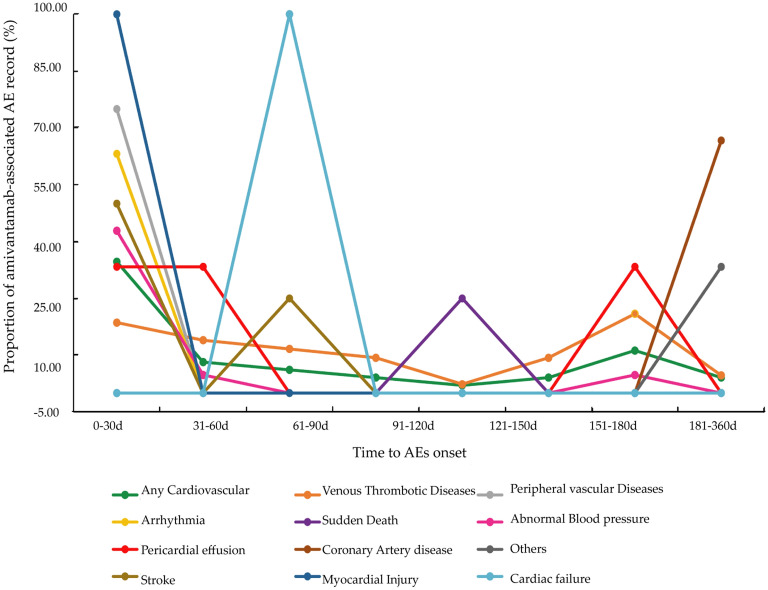 Proportion of amivantamab-associated AE record (%)
100.00
85.00
70.00
55.00
40.00
25.00
10.00
-5.00
0-30d 31-60d 61-90d 91-120d 121-150d 151-180d 181-360d
Time to AEs onset
Any Cardiovascular Venous Thrombotic Diseases Peripheral vascular Diseases
Arrhythmia Sudden Death Abnormal Blood pressure
Pericardial effusion Coronary Artery disease Others
Stroke Myocardial Injury Cardiac failure